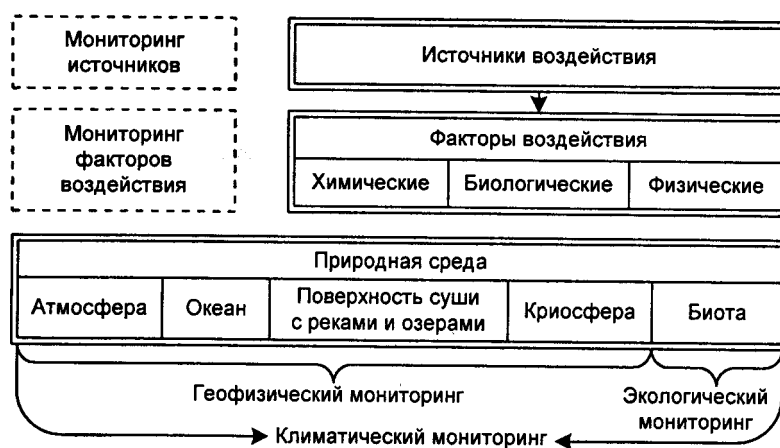 Мониторинг
источников
Источники воздействия
Мониторинг
факторов
воздействия
Факторы воздействия
Химические Биологические Физические
Природная среда
Атмосфера Океан Поверхность суши
с реками и озерами Криосфера Биота
Геофизический мониторинг
Экологический
мониторинг
Климатический мониторинг